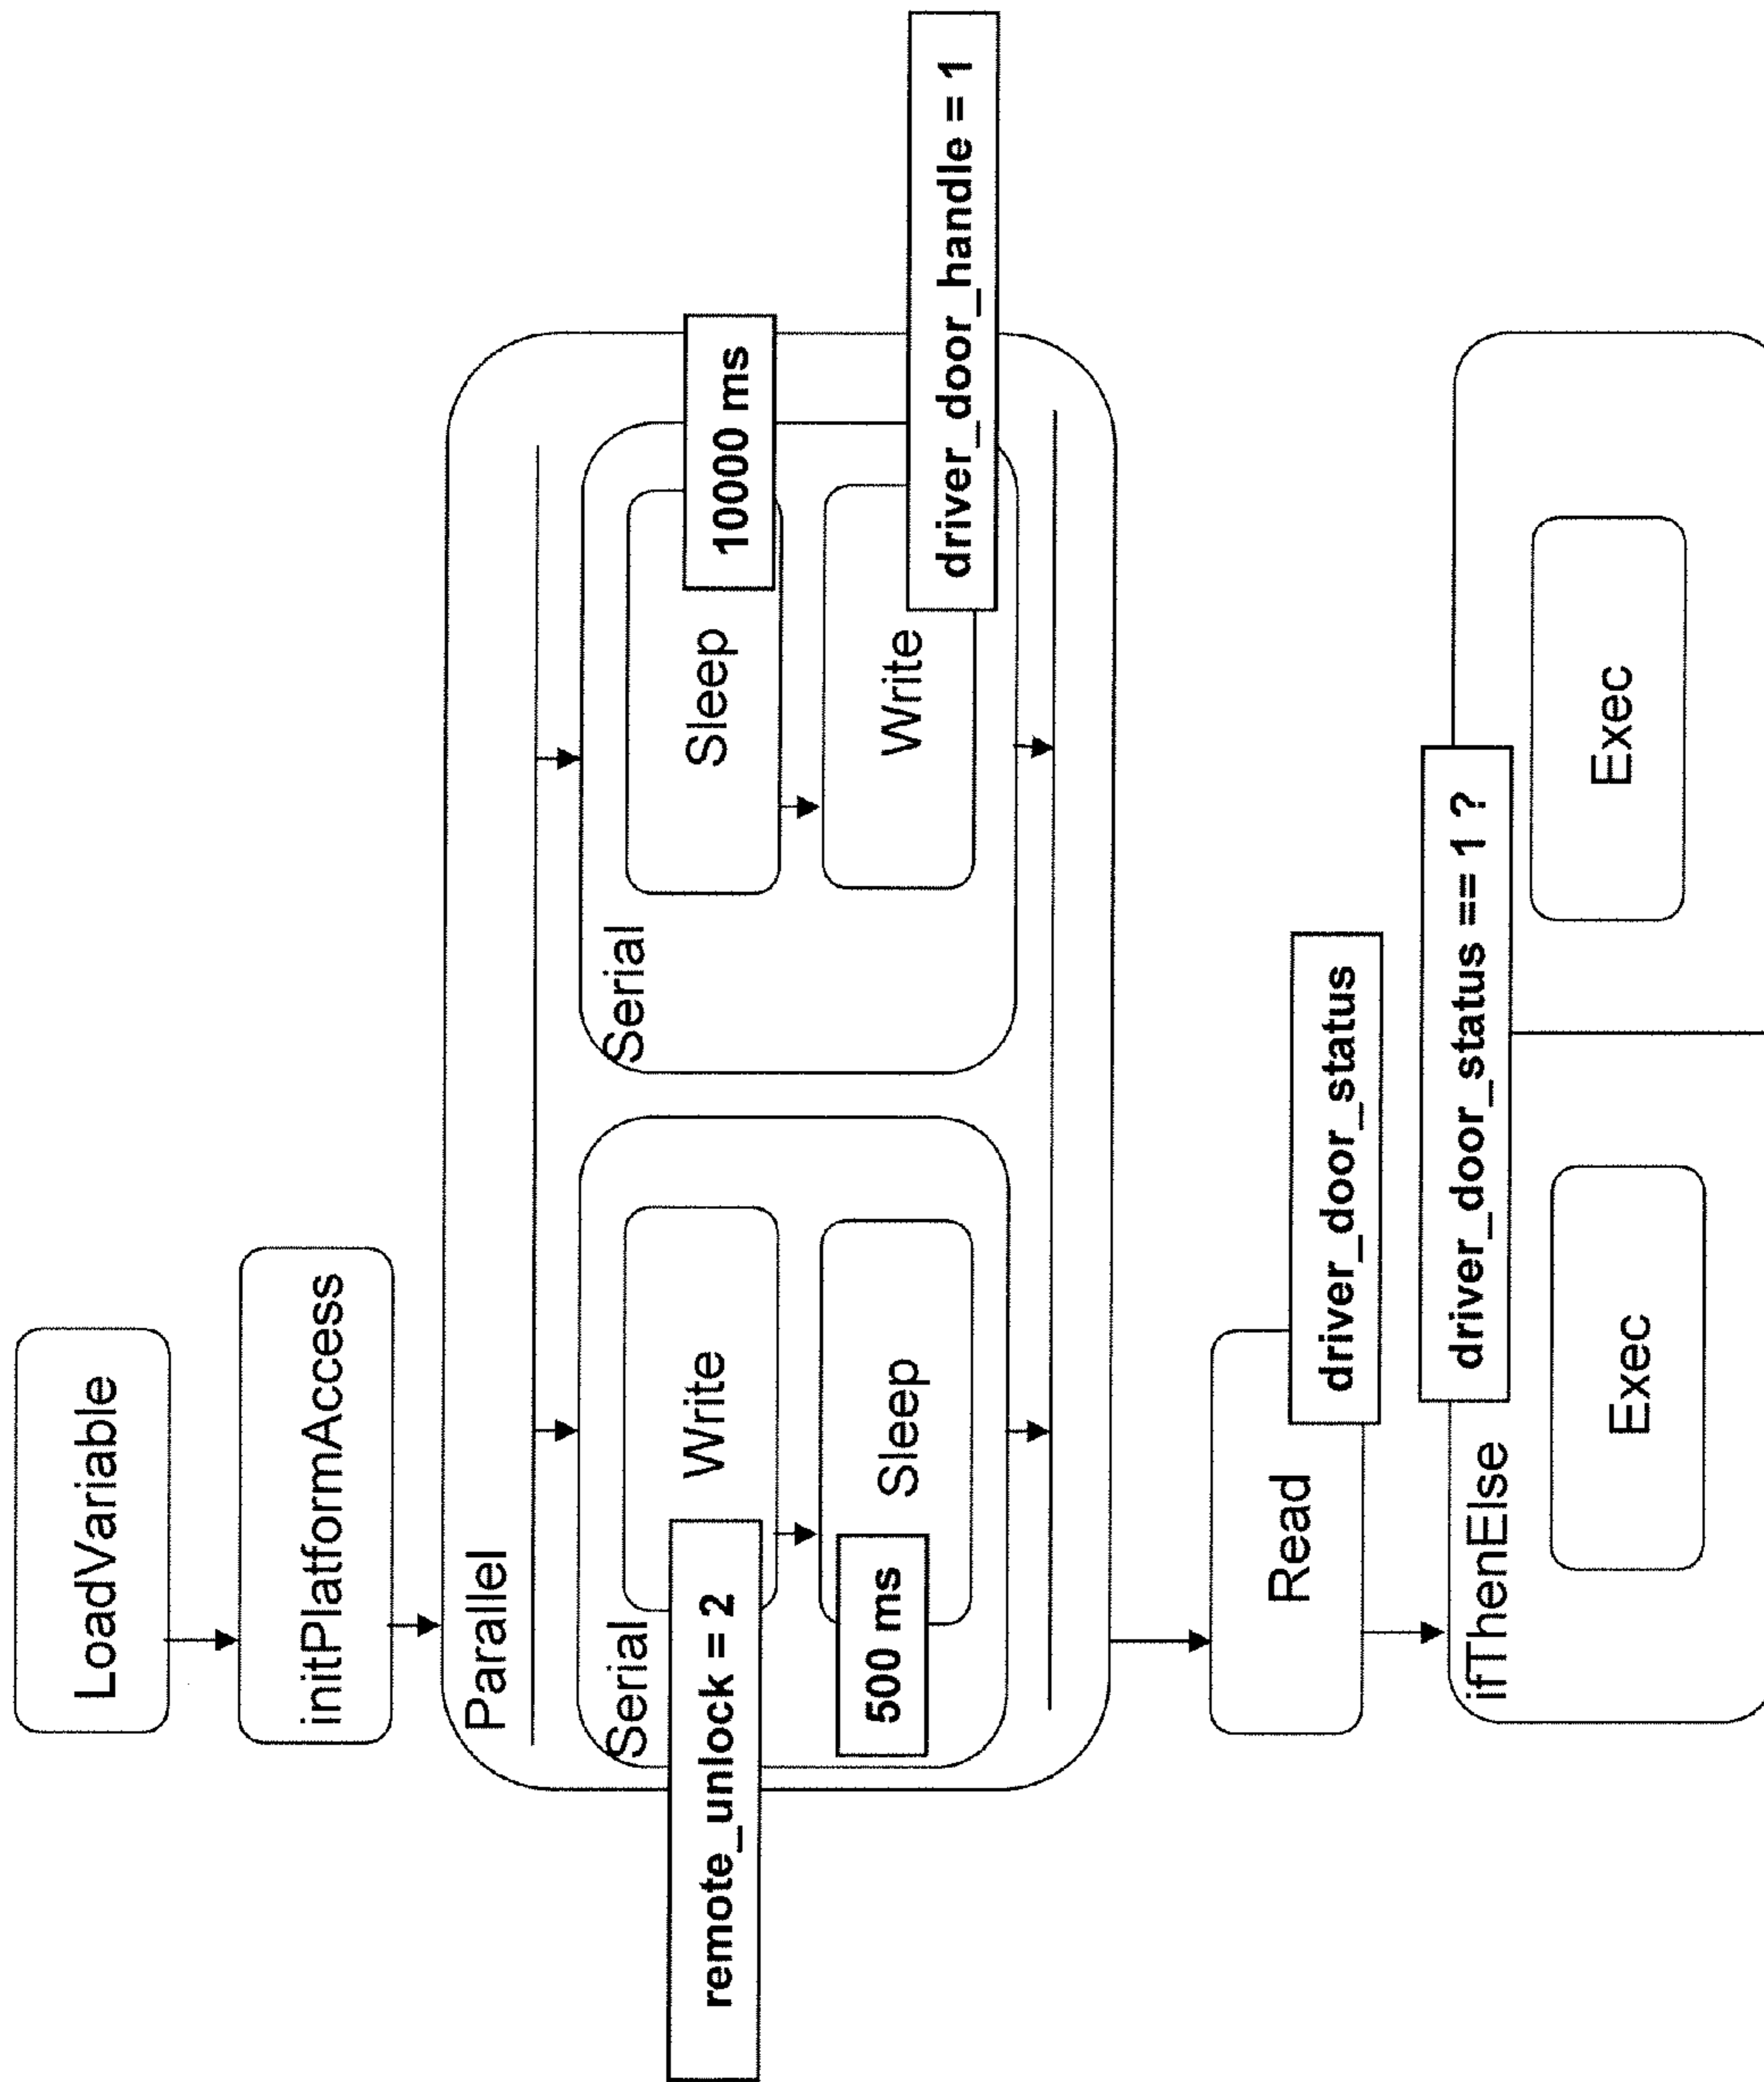 LoadVariable
initPlatformAccess
Parallel
Serial
Write
remote_unlock = 2
Sleep
500 ms
Serial
Sleep
10000 ms
Write
driver_door_handle = 1
Read
driver_door_status
ifThenElse
driver_door_status == 1 ?
Exec
Exec